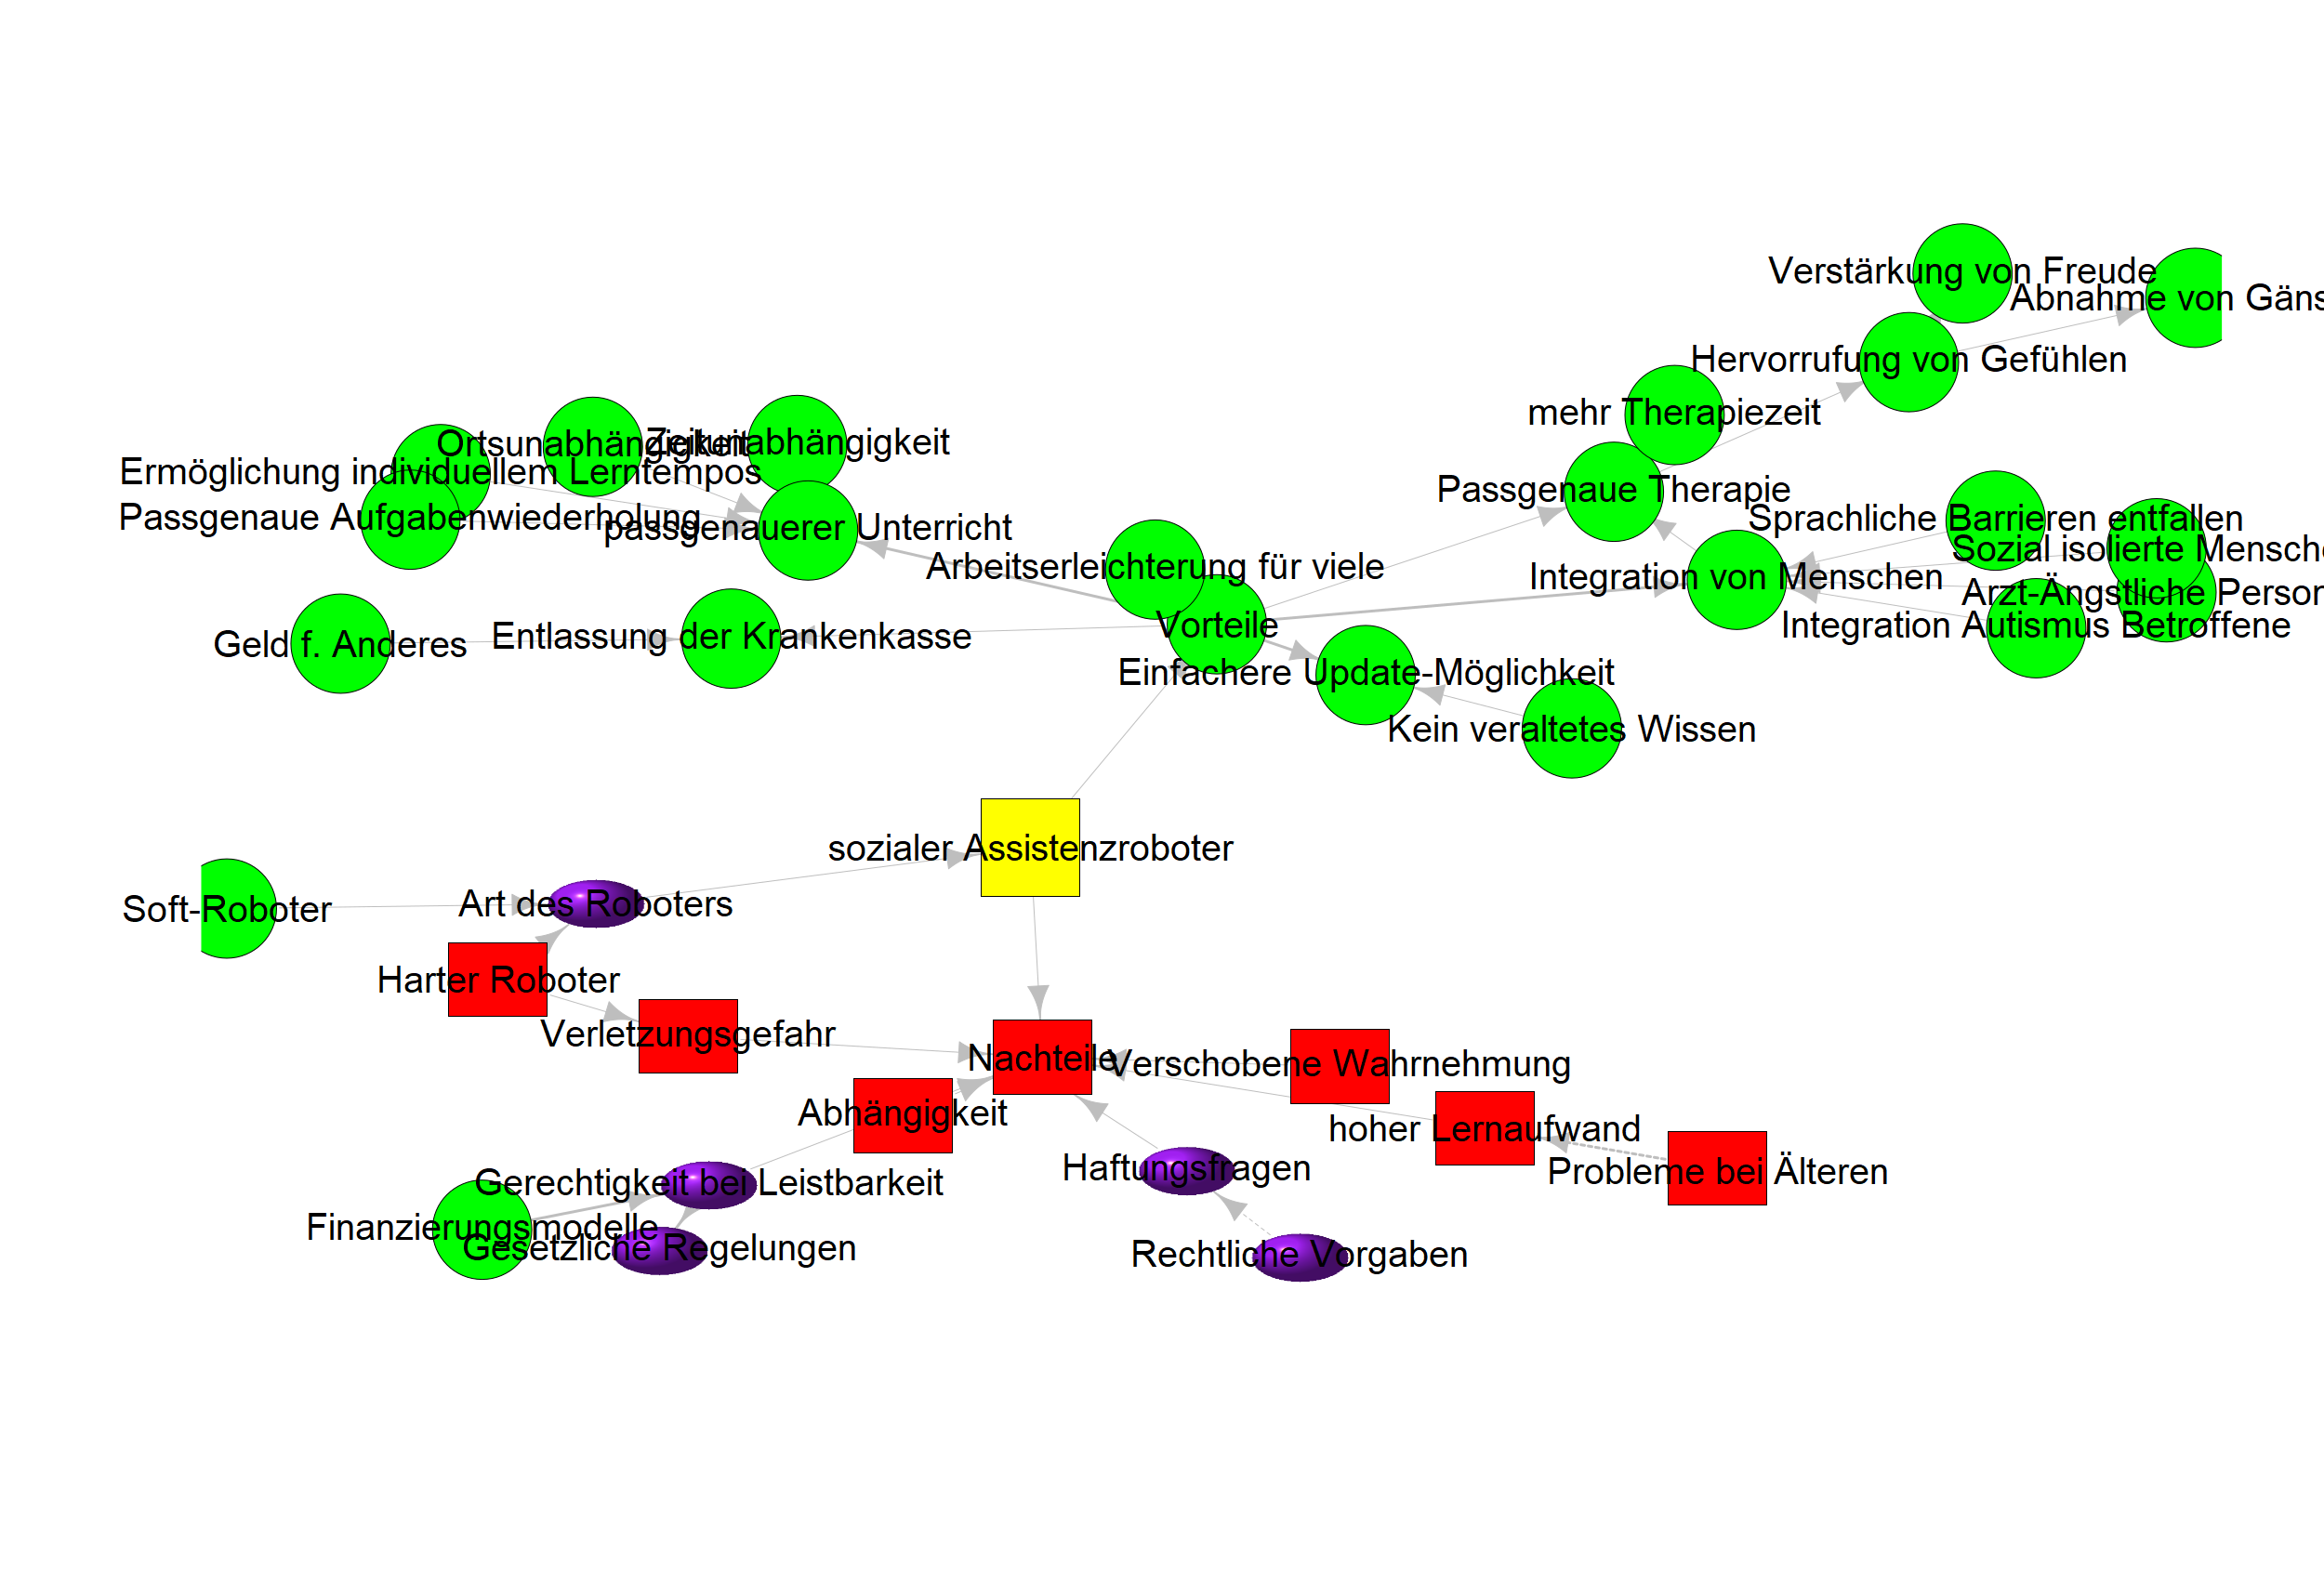 Verstärkung von Freude
Abnahme von Gäns
Hervorrufung von Gefühlen
mehr Therapiezeit
Ortsunabhängigkeit
Zeitunabhängigkeit
Ermöglichung individuellem Lerntempos
Passgenaue Therapie
Passgenaue Aufgabenwiederholung
Sprachliche Barrieren entfallen
passgenauerer Unterricht
Sozial isolierte Mensche
Arbeitserleichterung für viele
Integration von Menschen
Arzt-Ängstliche Person
Vorteile
Integration Autismus Betroffene
Geld f. Anderes
Entlassung der Krankenkasse
Einfachere Update-Möglichkeit
Kein veraltetes Wissen
sozialer Assistenzroboter
Soft-Roboter
Art des Roboters
Harter Roboter
Verletzungsgefahr
Nachteile
Verschobene Wahrnehmung
Abhängigkeit
hoher Lernaufwand
Haftungsfragen
Probleme bei Älteren
Gerechtigkeit bei Leistbarkeit
Finanzierungsmodelle
Gesetzliche Regelungen
Rechtliche Vorgaben